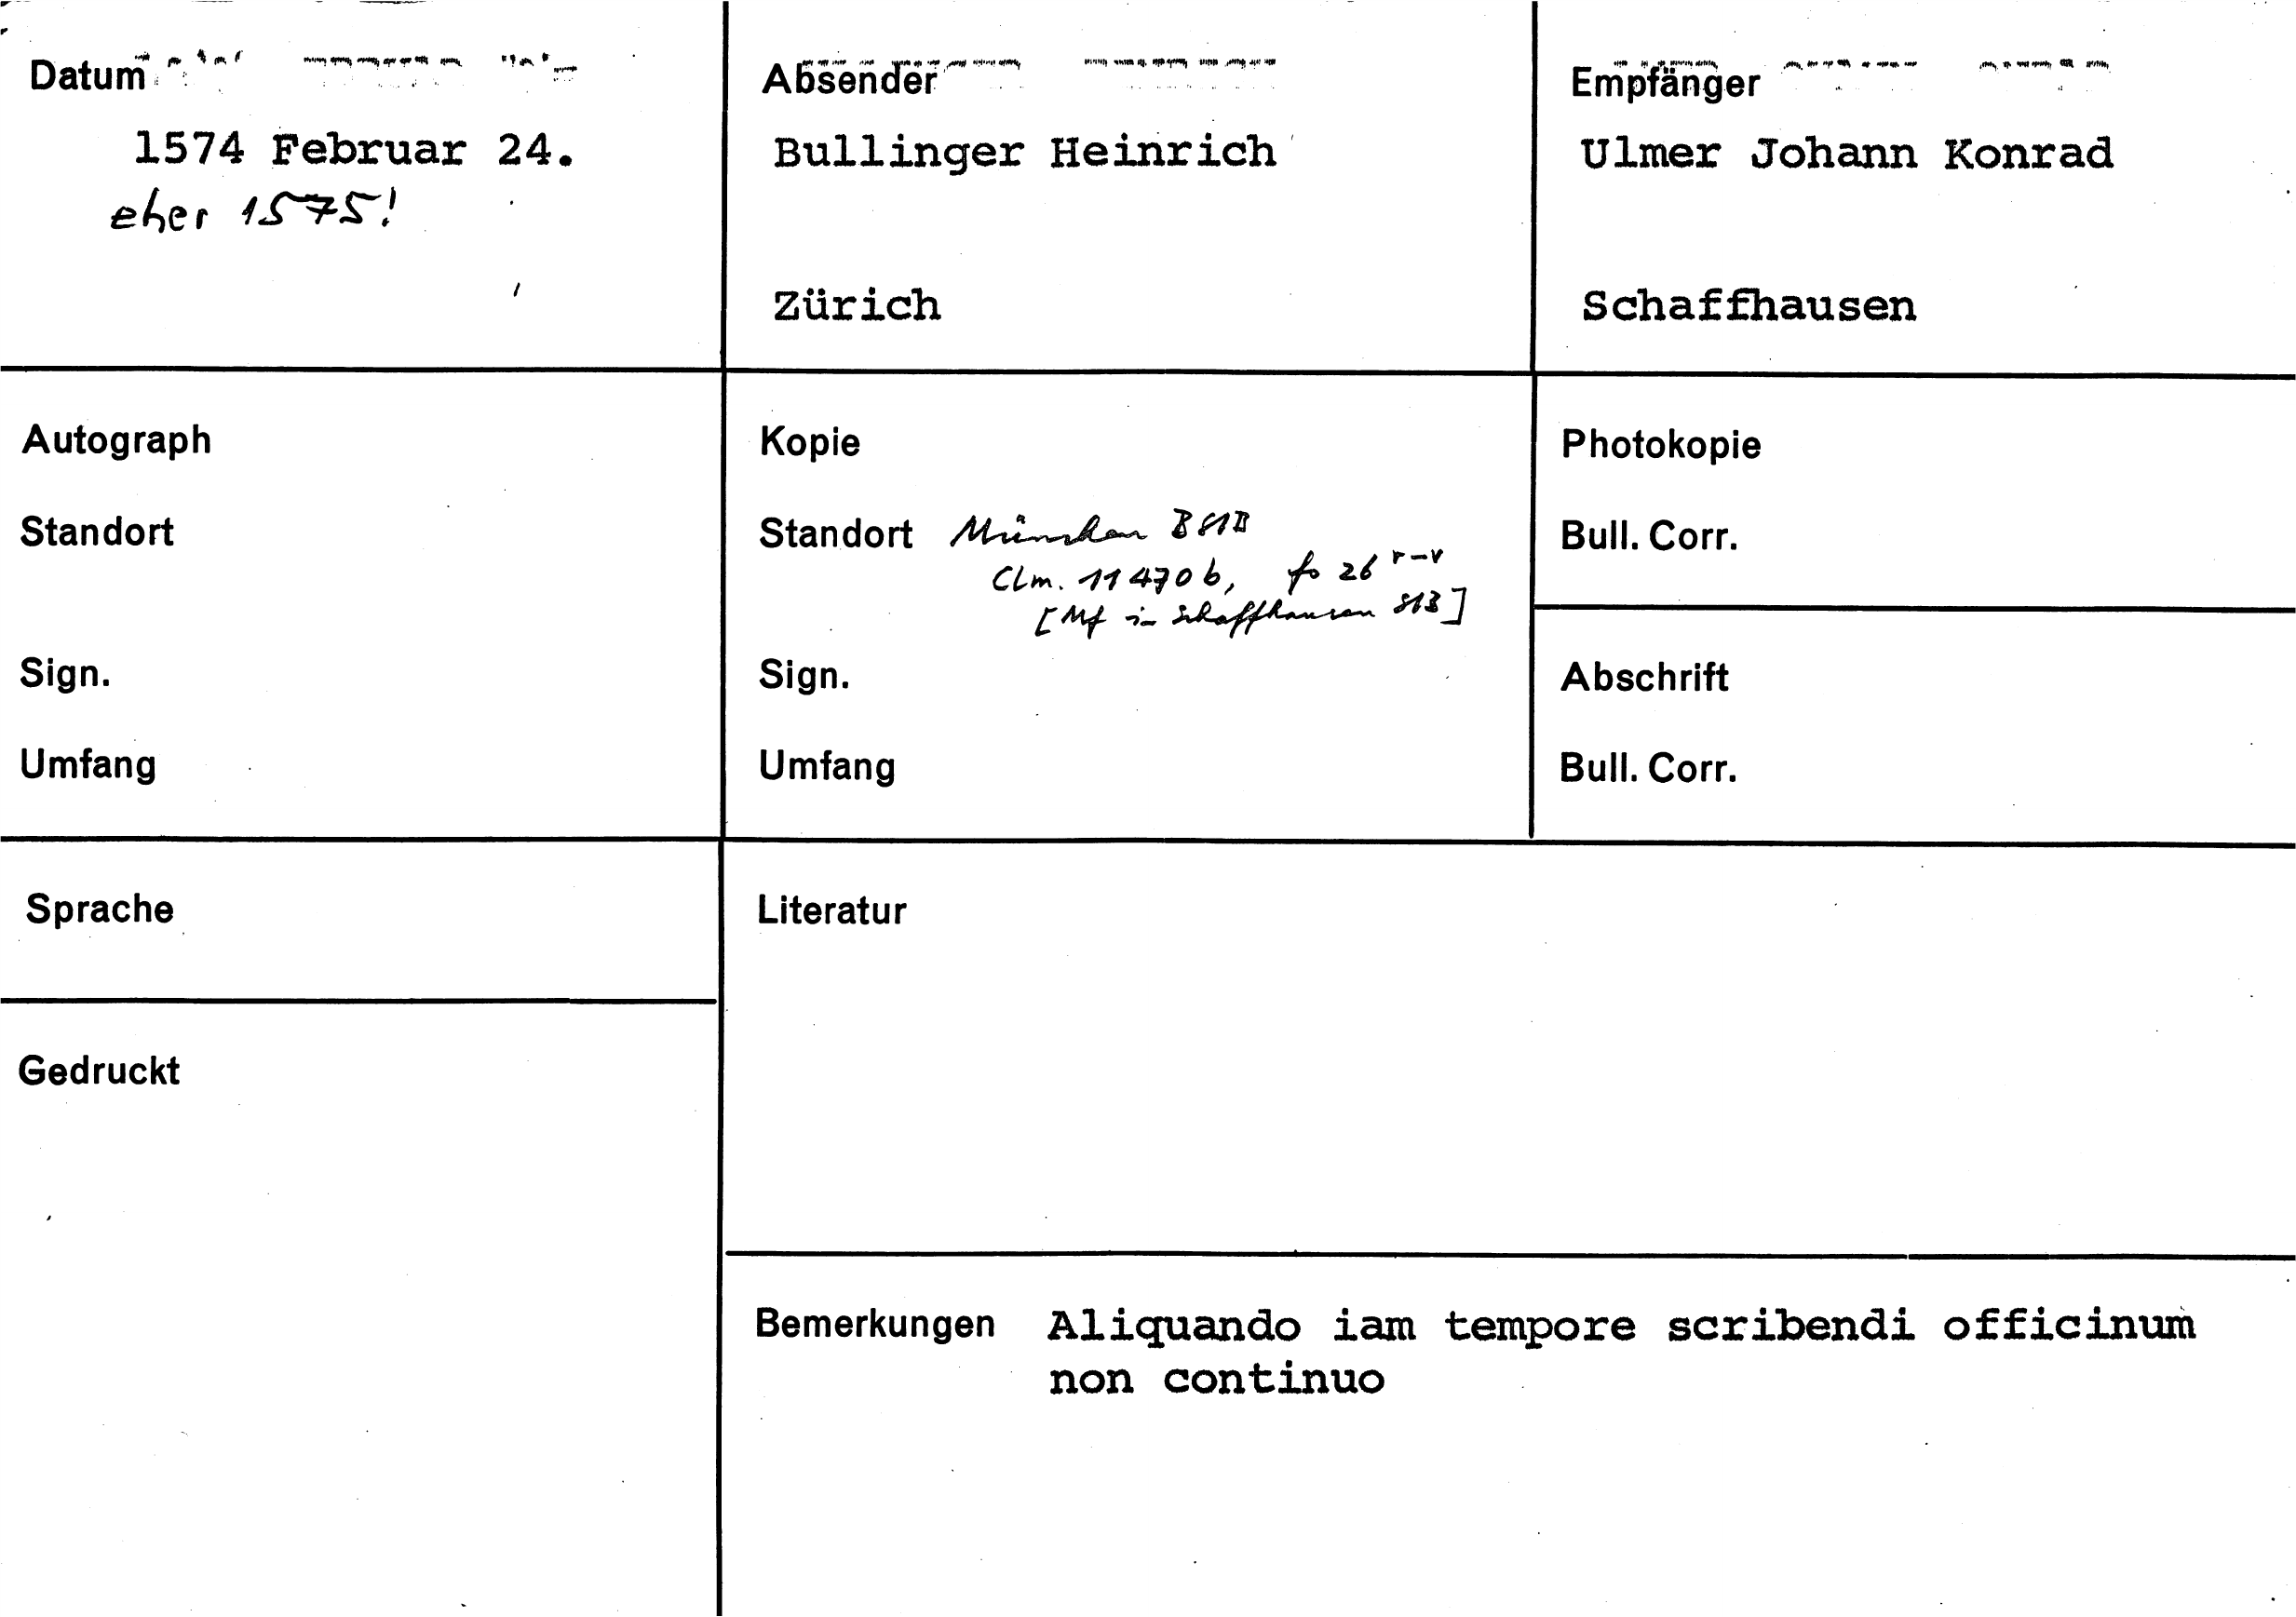 Datum
1574 Februar 24.
eher 1575!
Absender
Bullinger Heinrich
Zürich
Empfänger
Ulmer Johann Konrad
Schaffhausen
Autograph
Standort
Sign.
Umfang
Kopie
Standort München BSB
Clm. 11470b, fo 26 r-v
[Mf in Schaffhausen StB]
Sign.
Umfang
Photokopie
Bull. Corr.
Abschrift
Bull. Corr.
Sprache
Gedruckt
Literatur
Bemerkungen Aliquando iam tempore scribendi officinum
non continuo